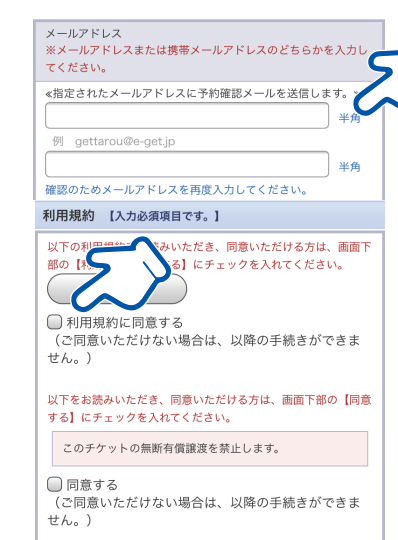 メールアドレス
※メールアドレスまたは携帯メールアドレスのどちらかを入力し
てください。
≪指定されたメールアドレスに予約確認メールを送信します。
半角
例 gettarou@e-get.jp
半角
確認のためメールアドレスを再度入力してください。
利用規約 【入力必須項目です。】
以下の利用規約 読みいただき、同意いただける方は、画面下
部の【利 る】にチェックを入れてください。
利用規約に同意する
（ご同意いただけない場合は、以降の手続きができま
せん。）
以下をお読みいただき、同意いただける方は、画面下部の【同意
する】にチェックを入れてください。
このチケットの無断有償譲渡を禁止します。
同意する
（ご同意いただけない場合は、以降の手続きができま
せん。）